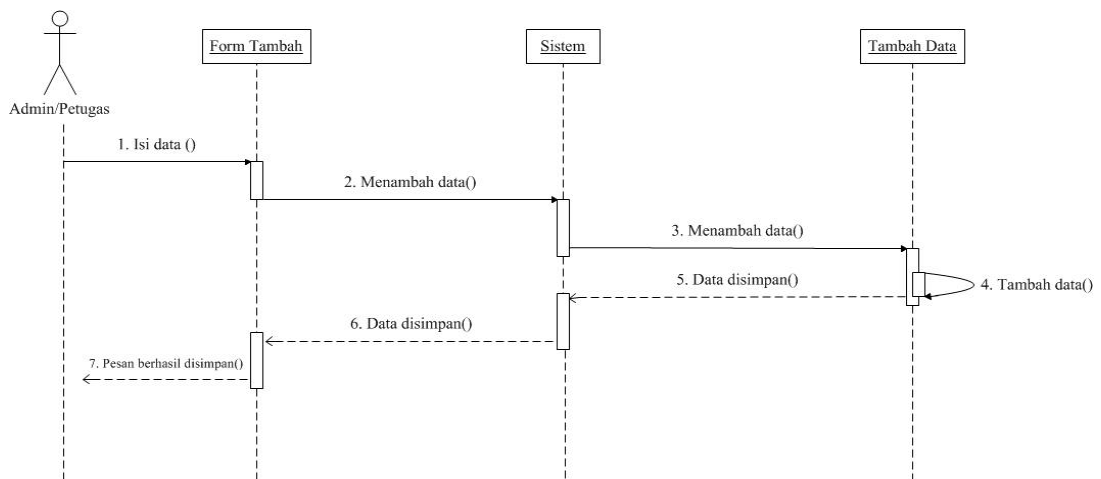 Form Tambah
Sistem
Tambah Data
Admin/Petugas
1. Isi data ()
2. Menambah data()
3. Menambah data()
4. Tambah data()
5. Data disimpan()
6. Data disimpan()
7. Pesan berhasil disimpan()